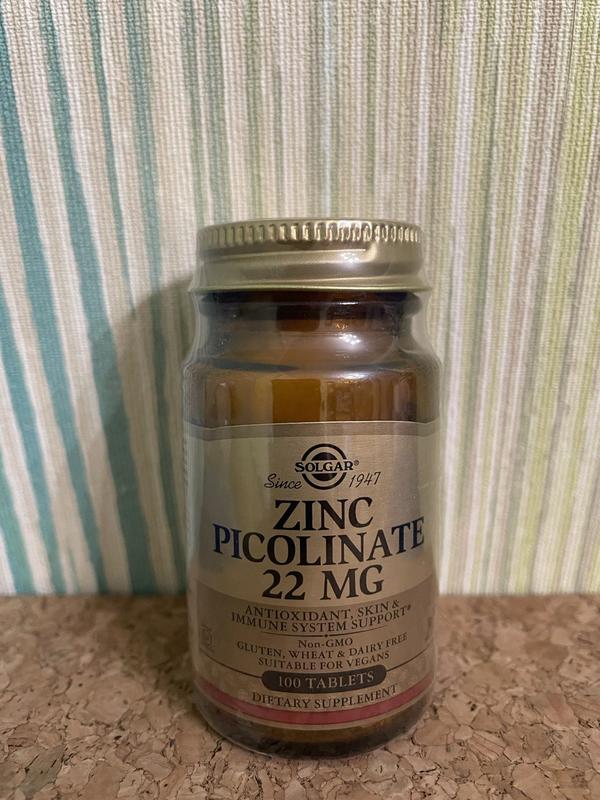 SOLGAR®
Since 1947
ZINC
PICOLINATE
22 MG
ANTIOXIDANT, SKIN &
IMMUNE SYSTEM SUPPORT*
Non-GMO
GLUTEN, WHEAT & DAIRY FREE
SUITABLE FOR VEGANS
100 TABLETS
DIETARY SUPPLEMENT